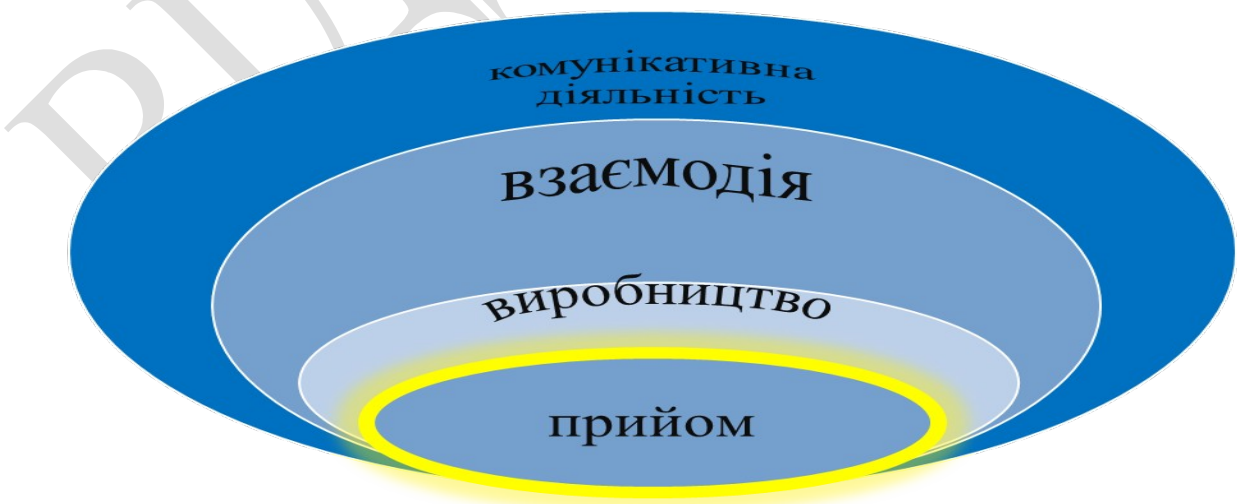 комунікативна
діяльність
взаємодія
виробництво
прийом